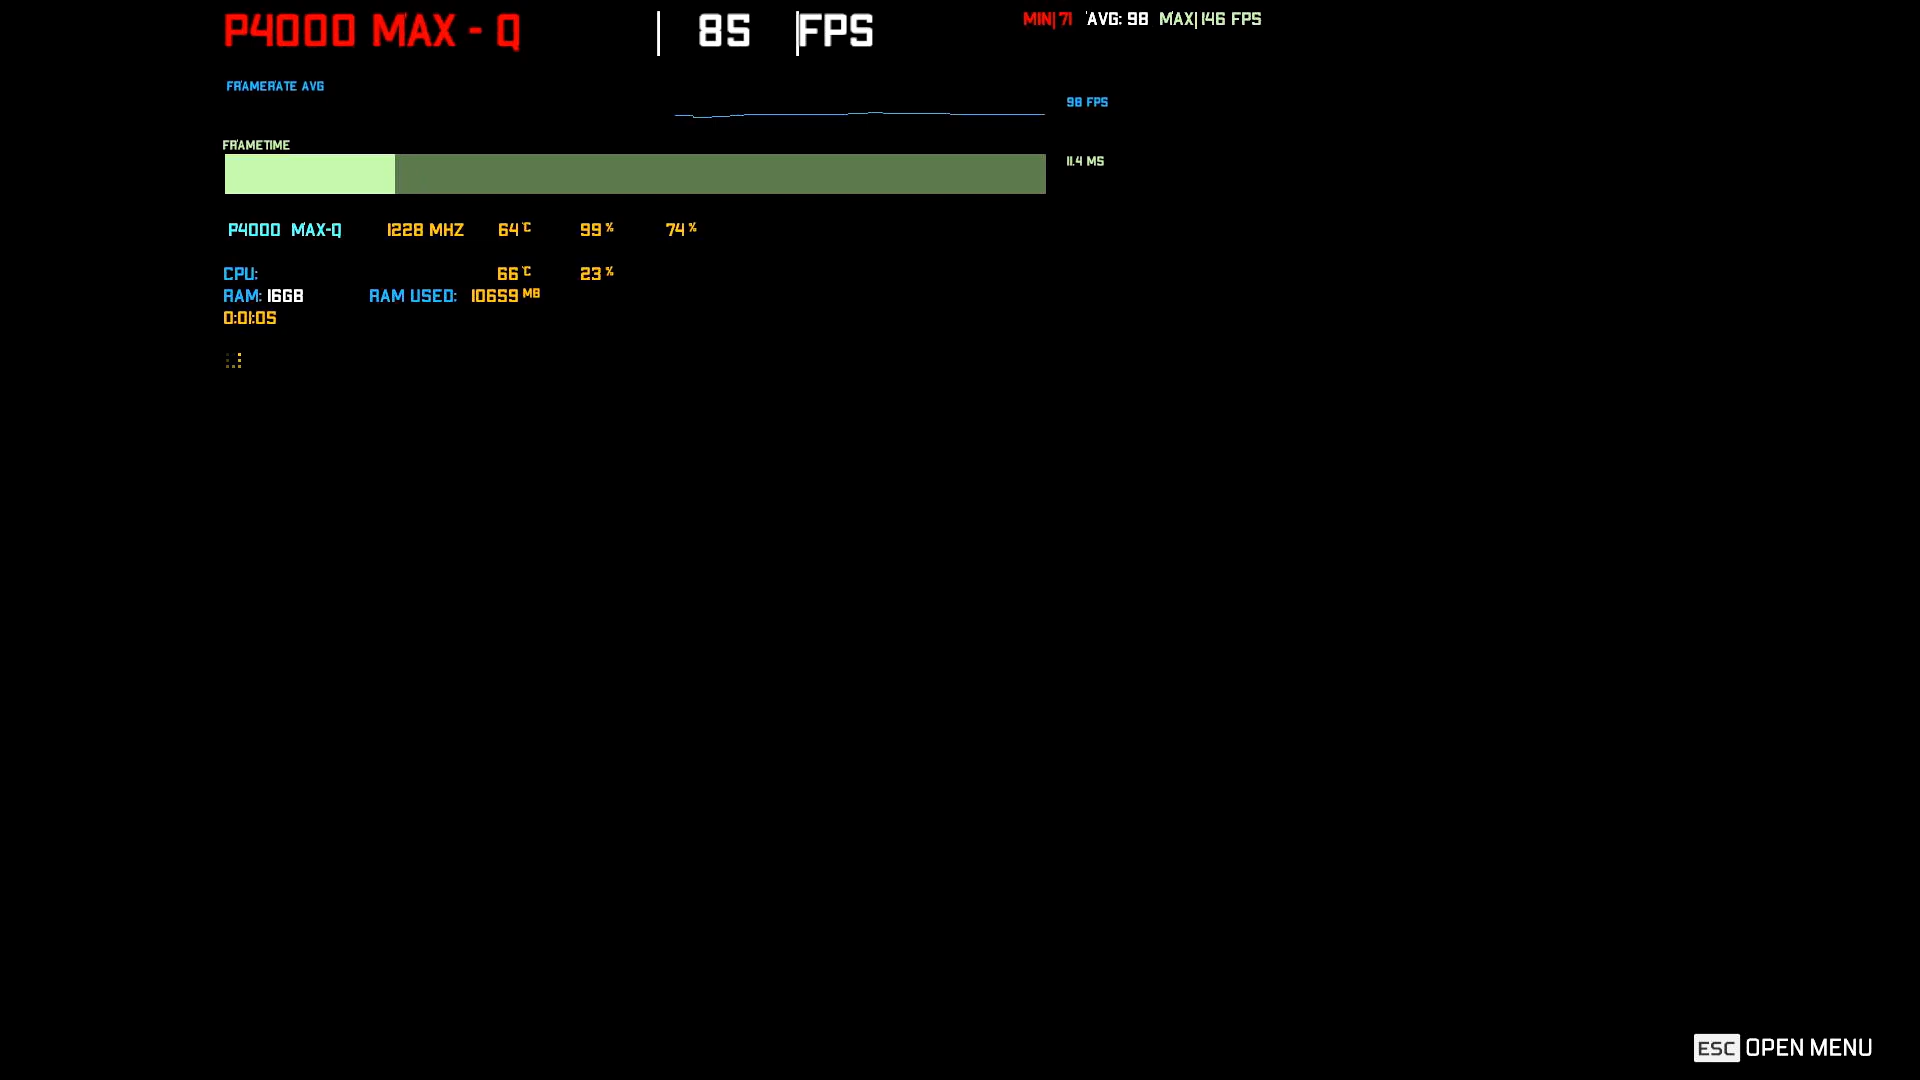 P4000 MAX - Q | 85 |FPS MIN|71 AVG: 98 MAX|146 FPS
FRAMERATE AVG
98 FPS
FRAMETIME
11.4 MS
P4000 MAX-Q 1228 MHZ 64°C 99% 74%
CPU: 66°C 23%
RAM: 16GB RAM USED: 10659 MB
0:01:05
ESC OPEN MENU